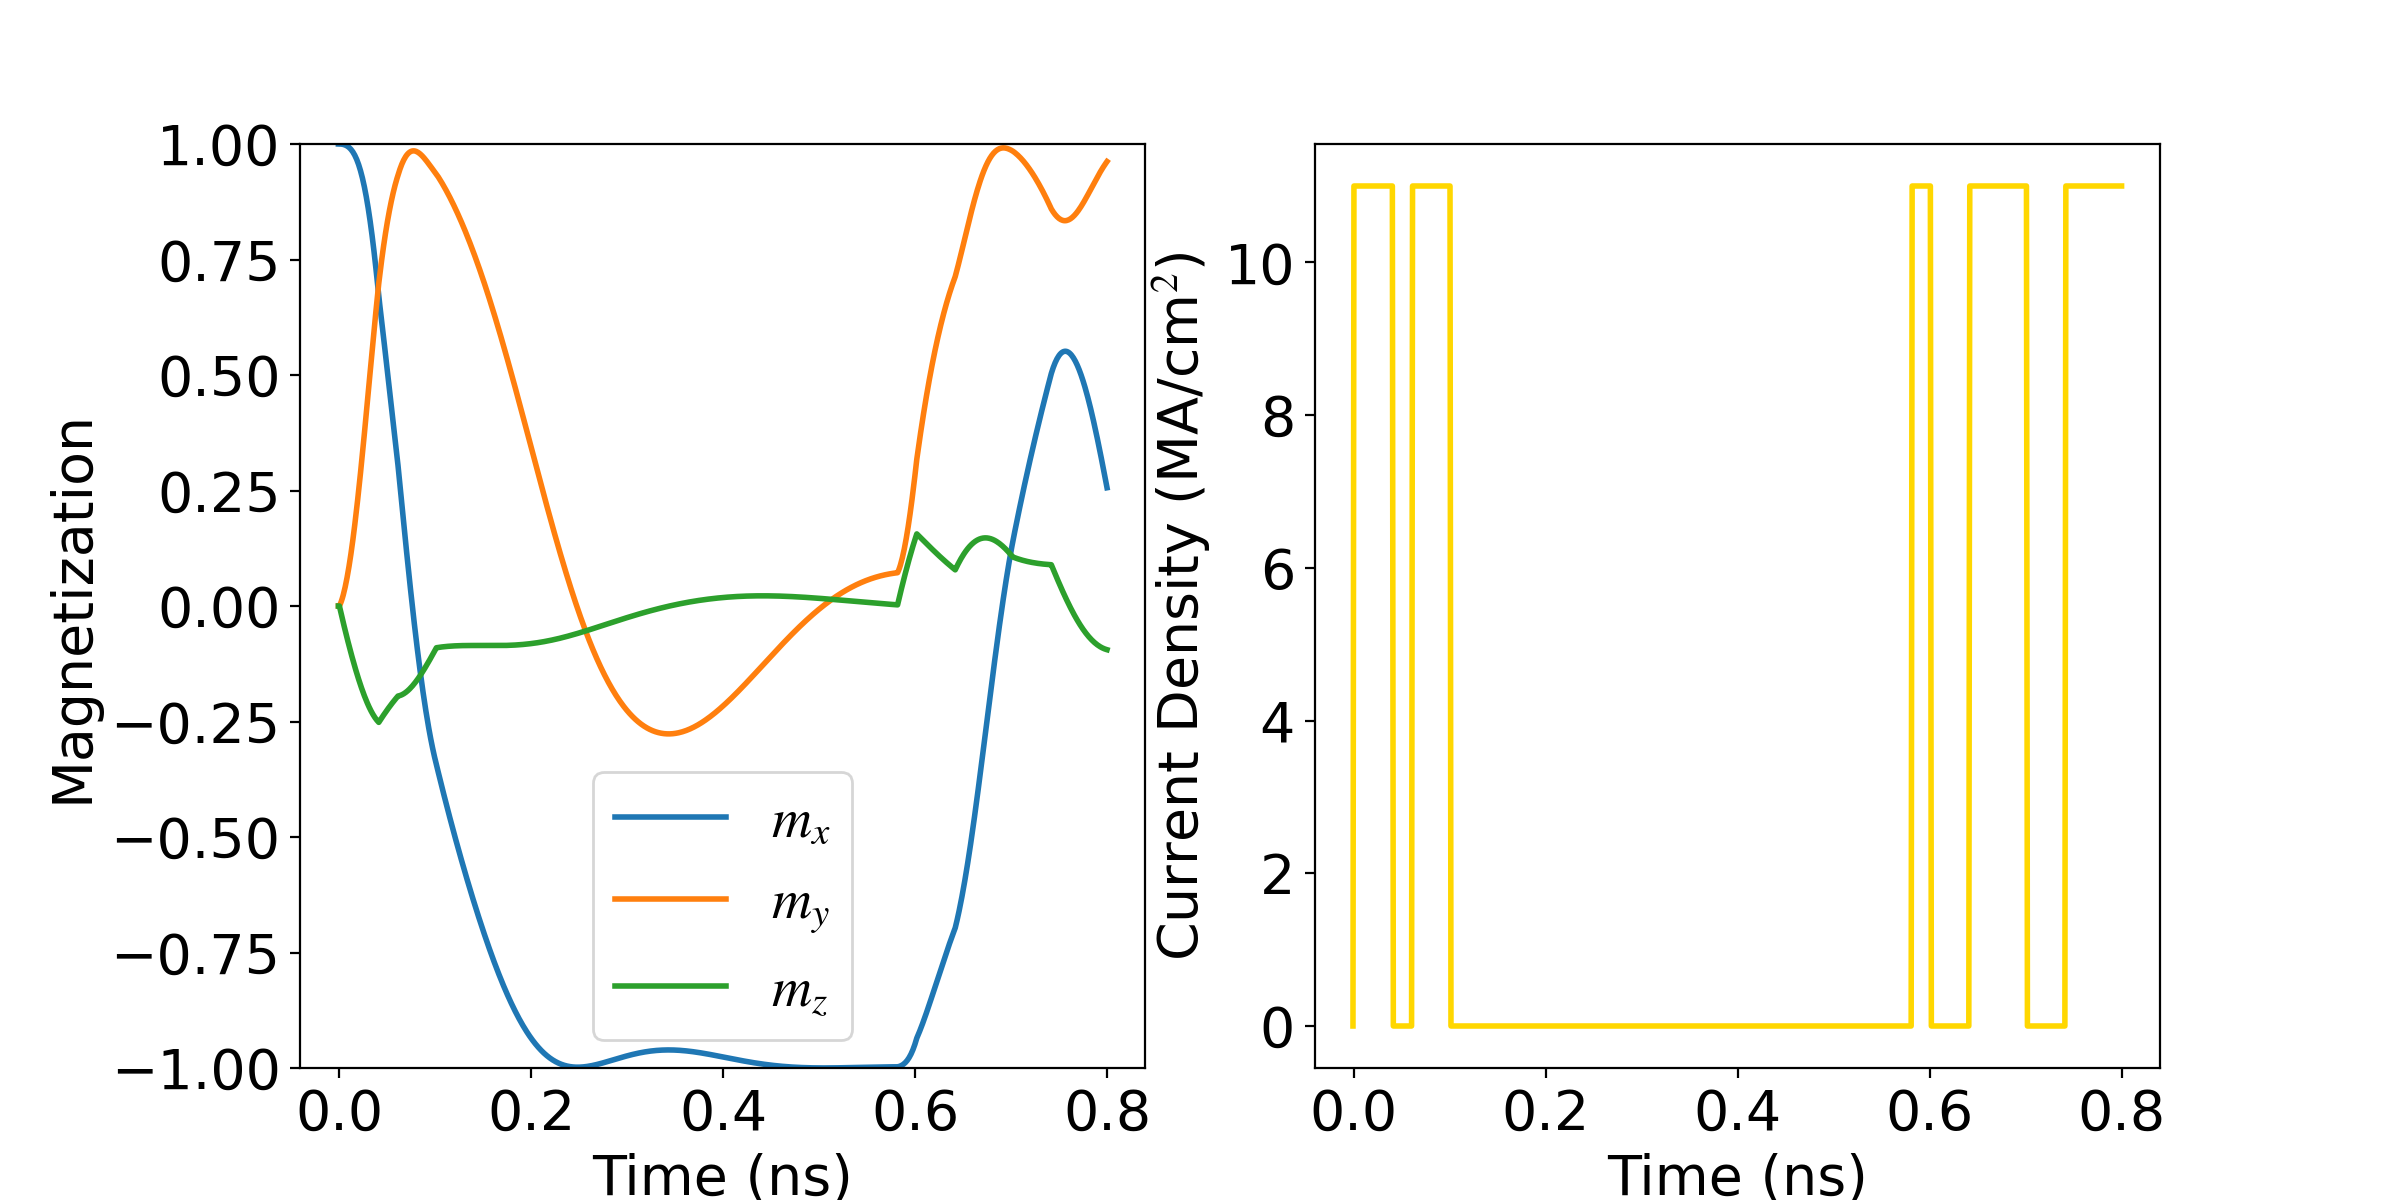 Magnetization
1.00
0.75
0.50
0.25
0.00
−0.25
−0.50
−0.75
−1.00
0.0 0.2 0.4 0.6 0.8
Time (ns)
m_x
m_y
m_z
Current Density (MA/cm²)
10
8
6
4
2
0
0.0 0.2 0.4 0.6 0.8
Time (ns)